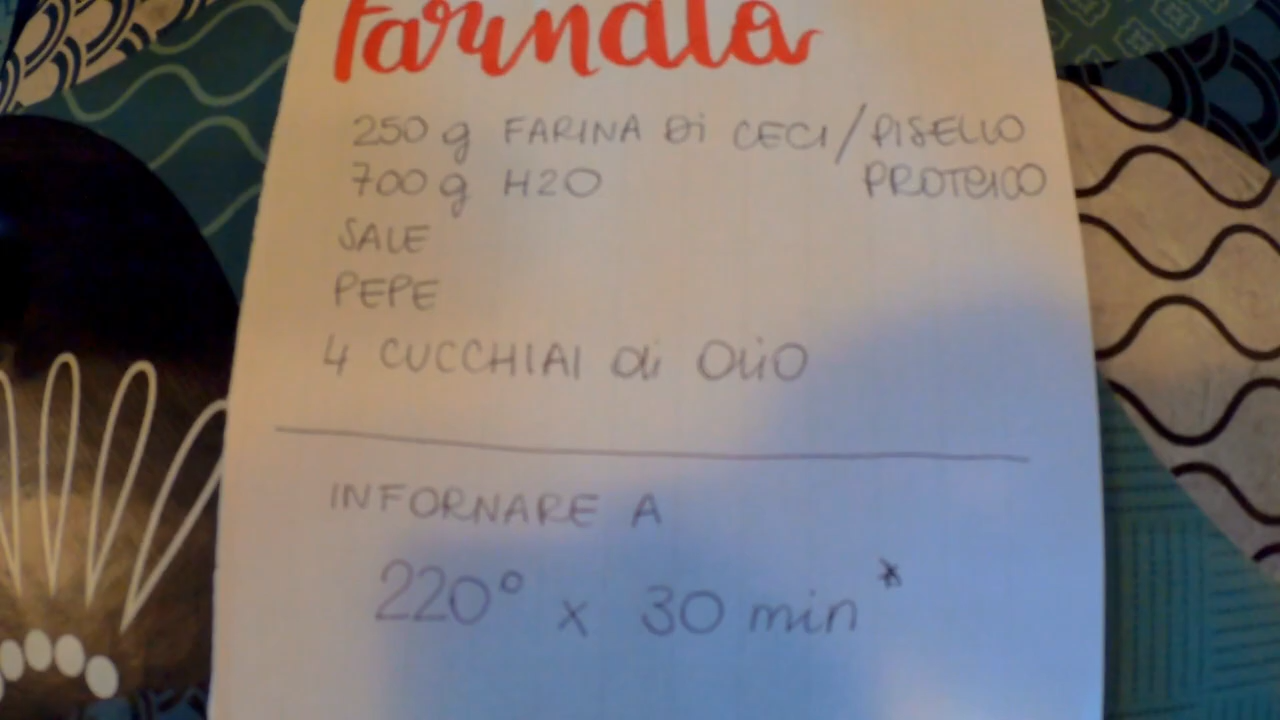 Farinata
250 g FARINA Di CECI/PISELLO
700 g H2O PROTEICO
SALE
PEPE
4 CUCCHIAI di OliO
INFORNARE A
220° x 30 min*